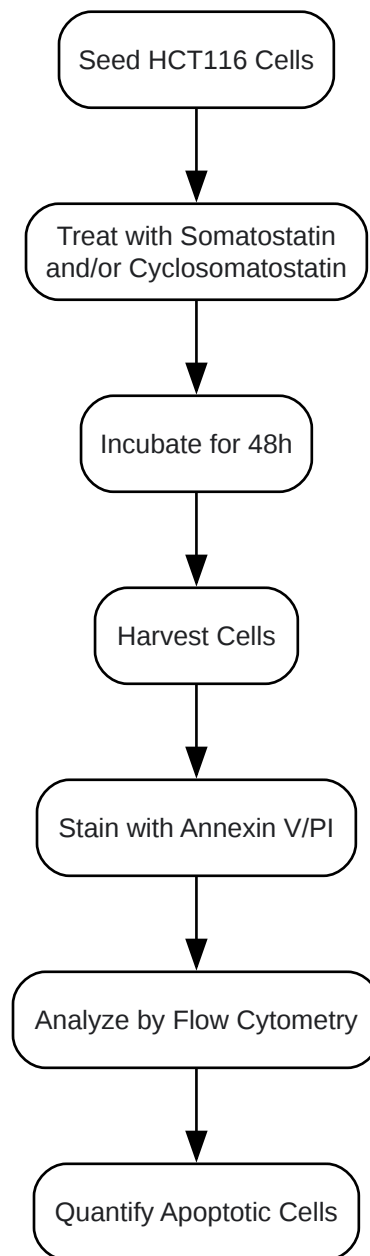 Seed HCT116 Cells
Treat with Somatostatin
and/or Cyclosomatostatin
Incubate for 48h
Harvest Cells
Stain with Annexin V/PI
Analyze by Flow Cytometry
Quantify Apoptotic Cells